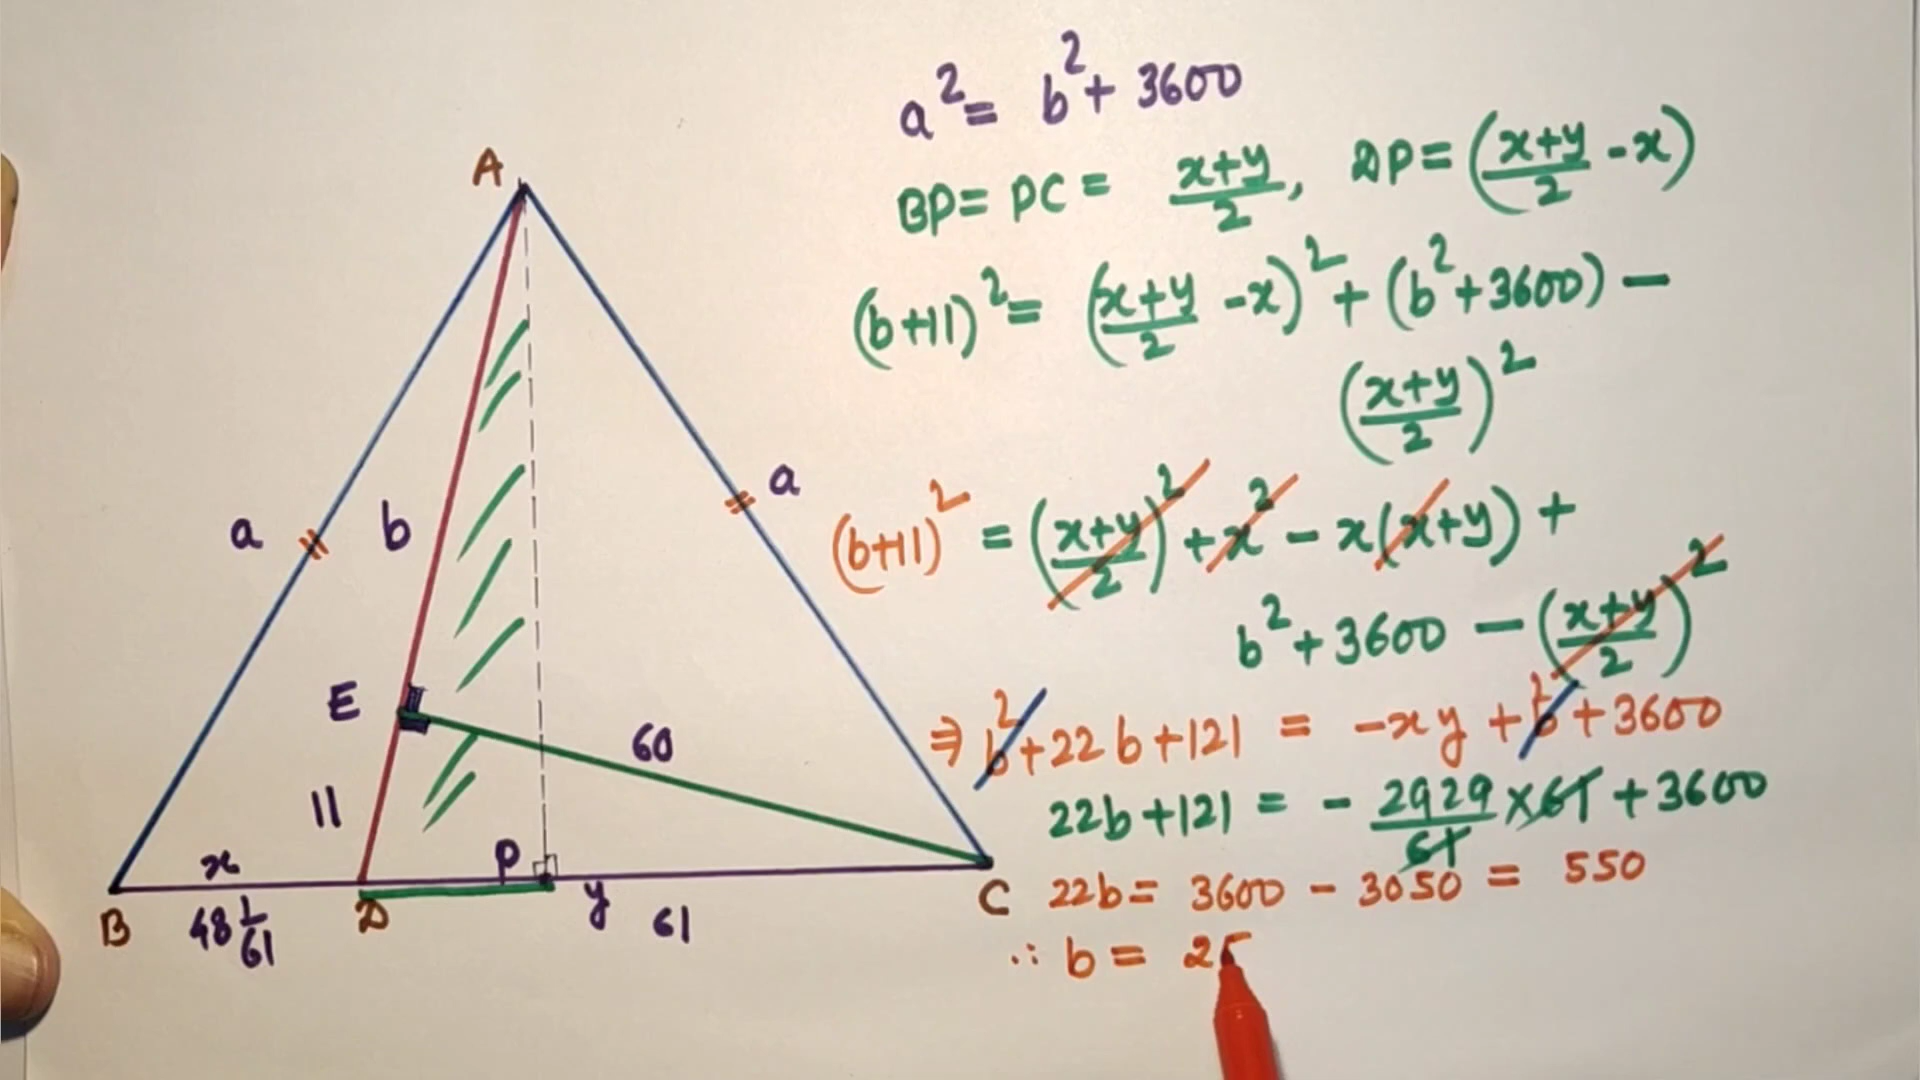 a² = b² + 3600
BP = PC = (x+y)/2, DP = ((x+y)/2 - x)
(b+11)² = ((x+y)/2 - x)² + (b² + 3600) -
((x+y)/2)²
(b+11)² = ((x+y)/2)² + x² - x(x+y) +
b² + 3600 - ((x+y)/2)²
⇒ b² + 22b + 121 = -xy + b² + 3600
22b + 121 = - 2929/61 × 61 + 3600
22b = 3600 - 3050 = 550
∴ b = 25
A
a
b
a
E
60
11
x
P
y
B
48 1/61
D
61
C